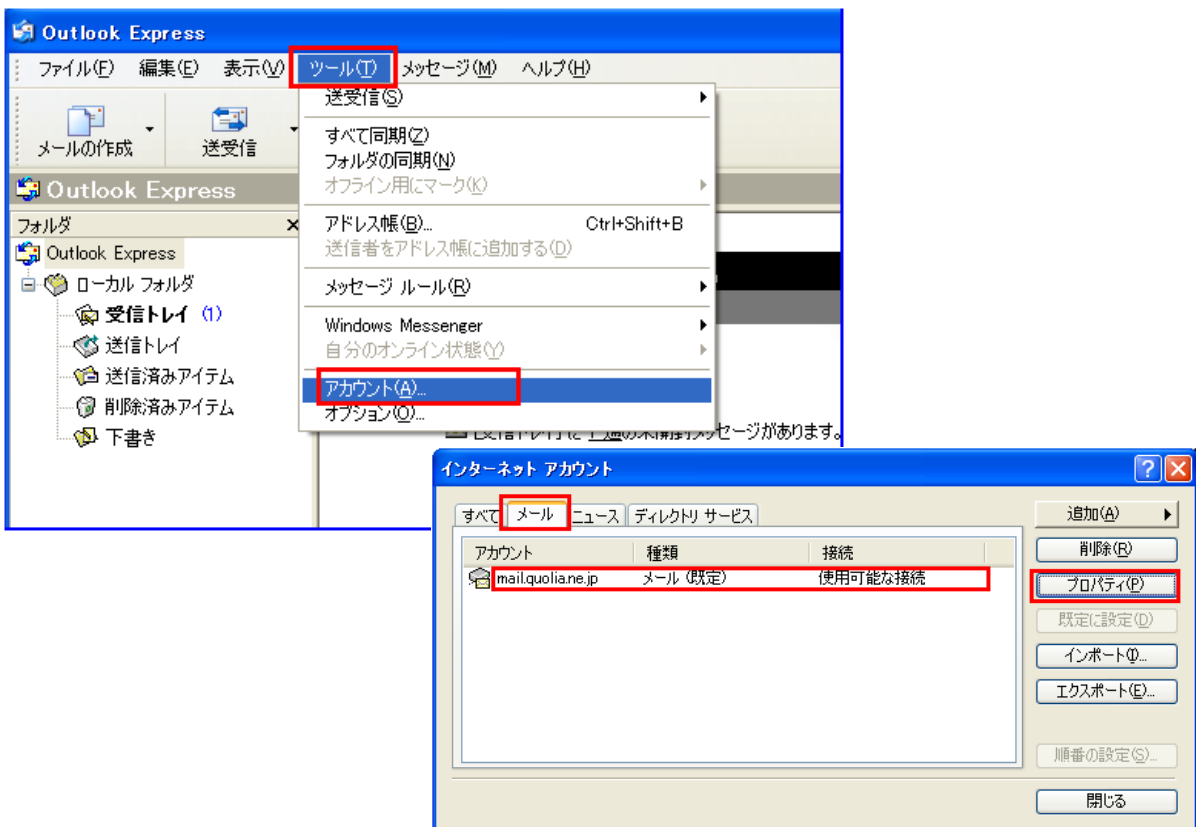 Outlook Express
ファイル(F) 編集(E) 表示(V) ツール(T) メッセージ(M) ヘルプ(H)
メールの作成 送受信
送受信(S)
すべて同期(Z)
フォルダの同期(N)
オフライン用にマーク(K)
アドレス帳(B)... Ctrl+Shift+B
送信者をアドレス帳に追加する(D)
メッセージ ルール(R)
Windows Messenger
自分のオンライン状態(Y)
アカウント(A)...
オプション(O)...
Outlook Express
フォルダ
Outlook Express
ローカル フォルダ
受信トレイ (1)
送信トレイ
送信済みアイテム
削除済みアイテム
下書き
メッセージがあります。
インターネット アカウント
すべて メール ニュース ディレクトリ サービス
アカウント 種類 接続
mail.quolia.ne.jp メール (既定) 使用可能な接続
追加(A)
削除(R)
プロパティ(P)
既定に設定(D)
インポート(I)...
エクスポート(E)...
順番の設定(S)...
閉じる